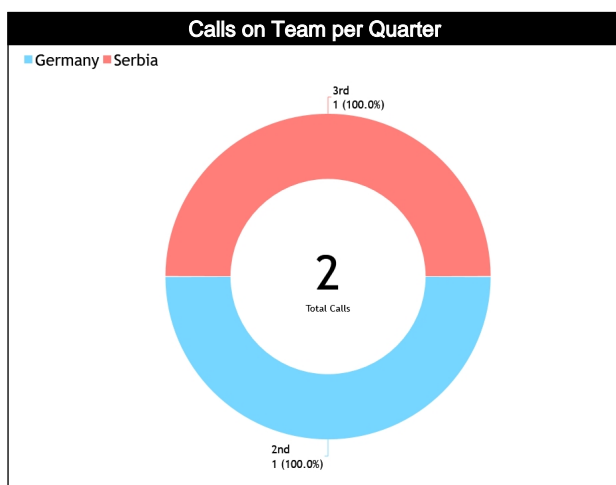 Calls on Team per Quarter
Germany Serbia
3rd
1 (100.0%)
2
Total Calls
2nd
1 (100.0%)